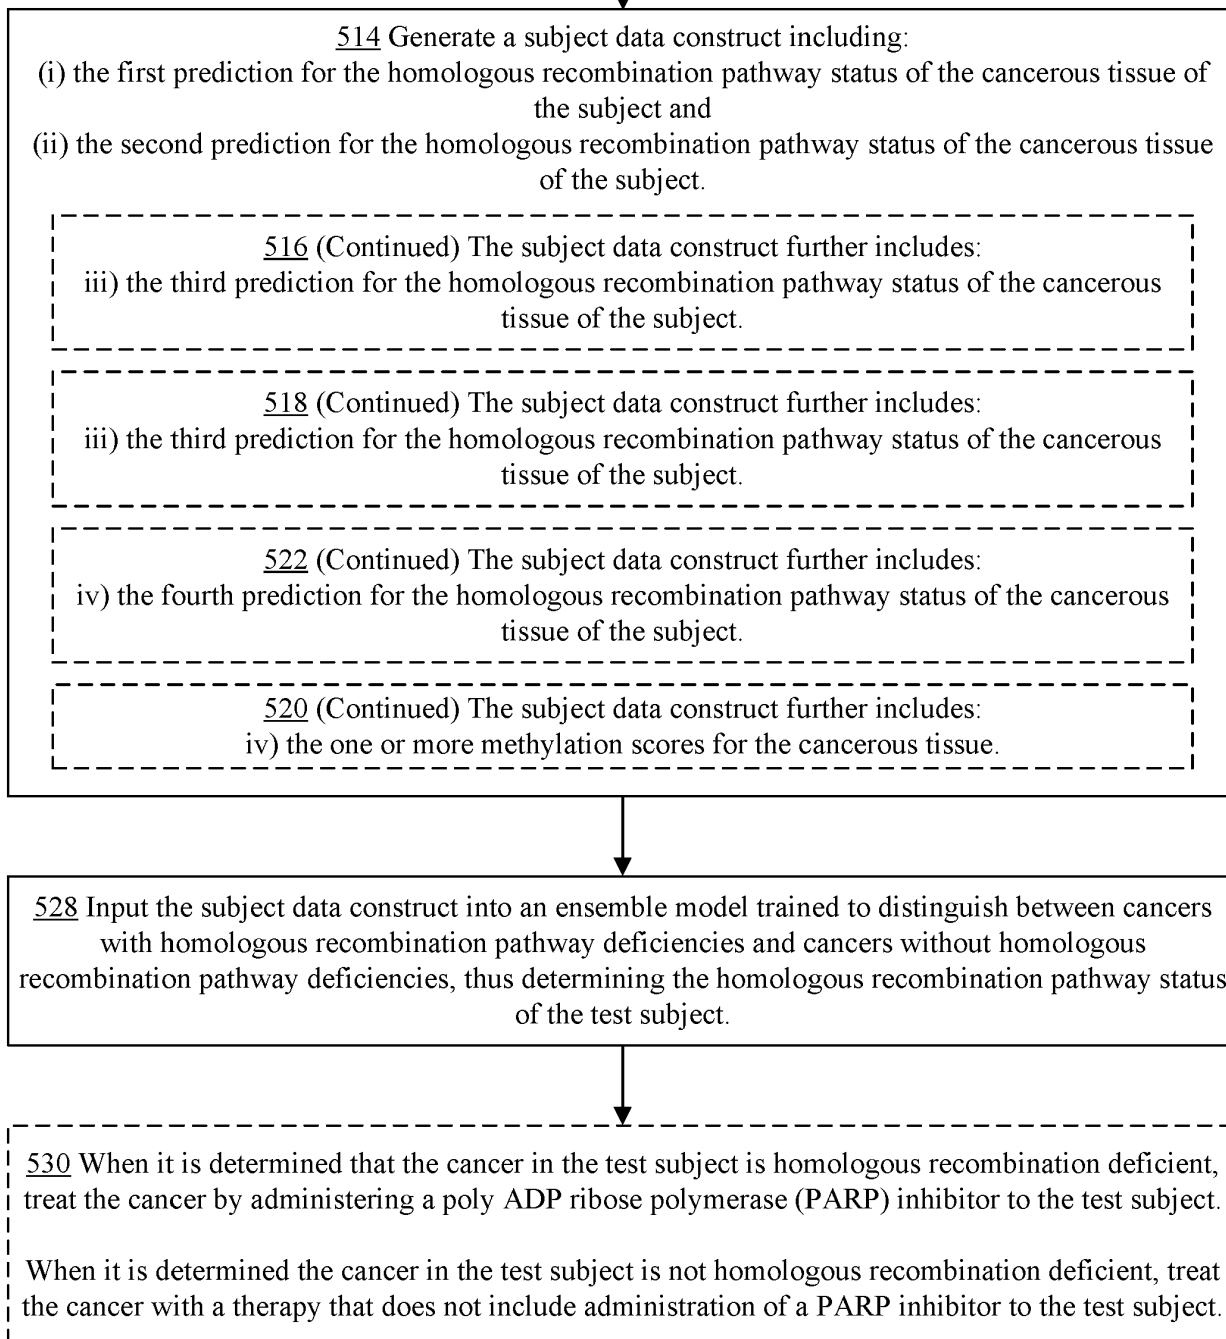 514 Generate a subject data construct including:
(i) the first prediction for the homologous recombination pathway status of the cancerous tissue of
the subject and
(ii) the second prediction for the homologous recombination pathway status of the cancerous tissue
of the subject.
516 (Continued) The subject data construct further includes:
iii) the third prediction for the homologous recombination pathway status of the cancerous
tissue of the subject.
518 (Continued) The subject data construct further includes:
iii) the third prediction for the homologous recombination pathway status of the cancerous
tissue of the subject.
522 (Continued) The subject data construct further includes:
iv) the fourth prediction for the homologous recombination pathway status of the cancerous
tissue of the subject.
520 (Continued) The subject data construct further includes:
iv) the one or more methylation scores for the cancerous tissue.
528 Input the subject data construct into an ensemble model trained to distinguish between cancers
with homologous recombination pathway deficiencies and cancers without homologous
recombination pathway deficiencies, thus determining the homologous recombination pathway status
of the test subject.
530 When it is determined that the cancer in the test subject is homologous recombination deficient,
treat the cancer by administering a poly ADP ribose polymerase (PARP) inhibitor to the test subject.
When it is determined the cancer in the test subject is not homologous recombination deficient, treat
the cancer with a therapy that does not include administration of a PARP inhibitor to the test subject.